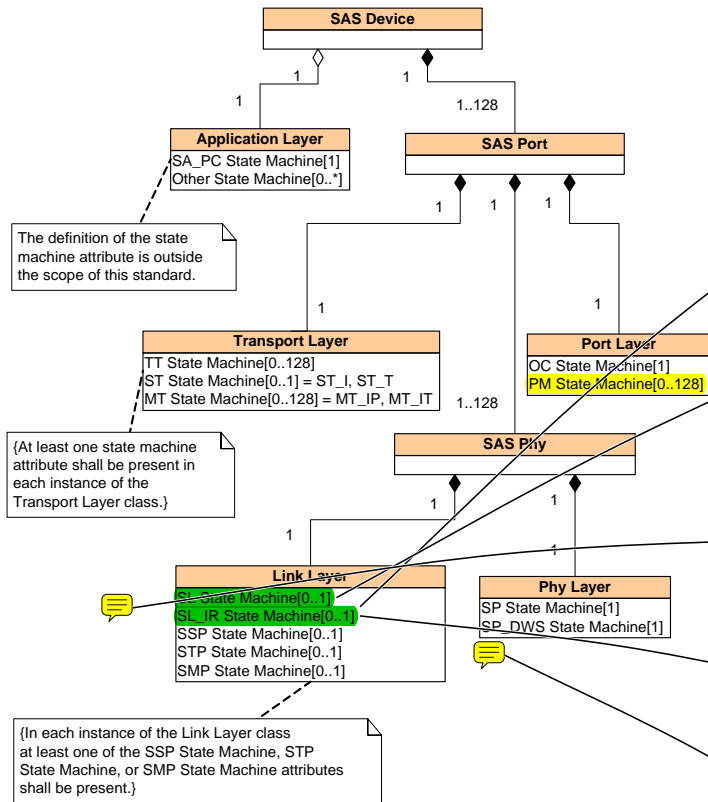 SAS Device
1
1
1
1..128
Application Layer
SA_PC State Machine[1]
Other State Machine[0..*]
SAS Port
The definition of the state
machine attribute is outside
the scope of this standard.
1
1
1
1
1
Transport Layer
TT State Machine[0..128]
ST State Machine[0..1] = ST_I, ST_T
MT State Machine[0..128] = MT_IP, MT_IT
Port Layer
OC State Machine[1]
PM State Machine[0..128]
1..128
{At least one state machine
attribute shall be present in
each instance of the
Transport Layer class.}
SAS Phy
1
1
1
1
Link Layer
SL State Machine[0..1]
SL_IR State Machine[0..1]
SSP State Machine[0..1]
STP State Machine[0..1]
SMP State Machine[0..1]
Phy Layer
SP State Machine[1]
SP_DWS State Machine[1]
{In each instance of the Link Layer class
at least one of the SSP State Machine, STP
State Machine, or SMP State Machine attributes
shall be present.}